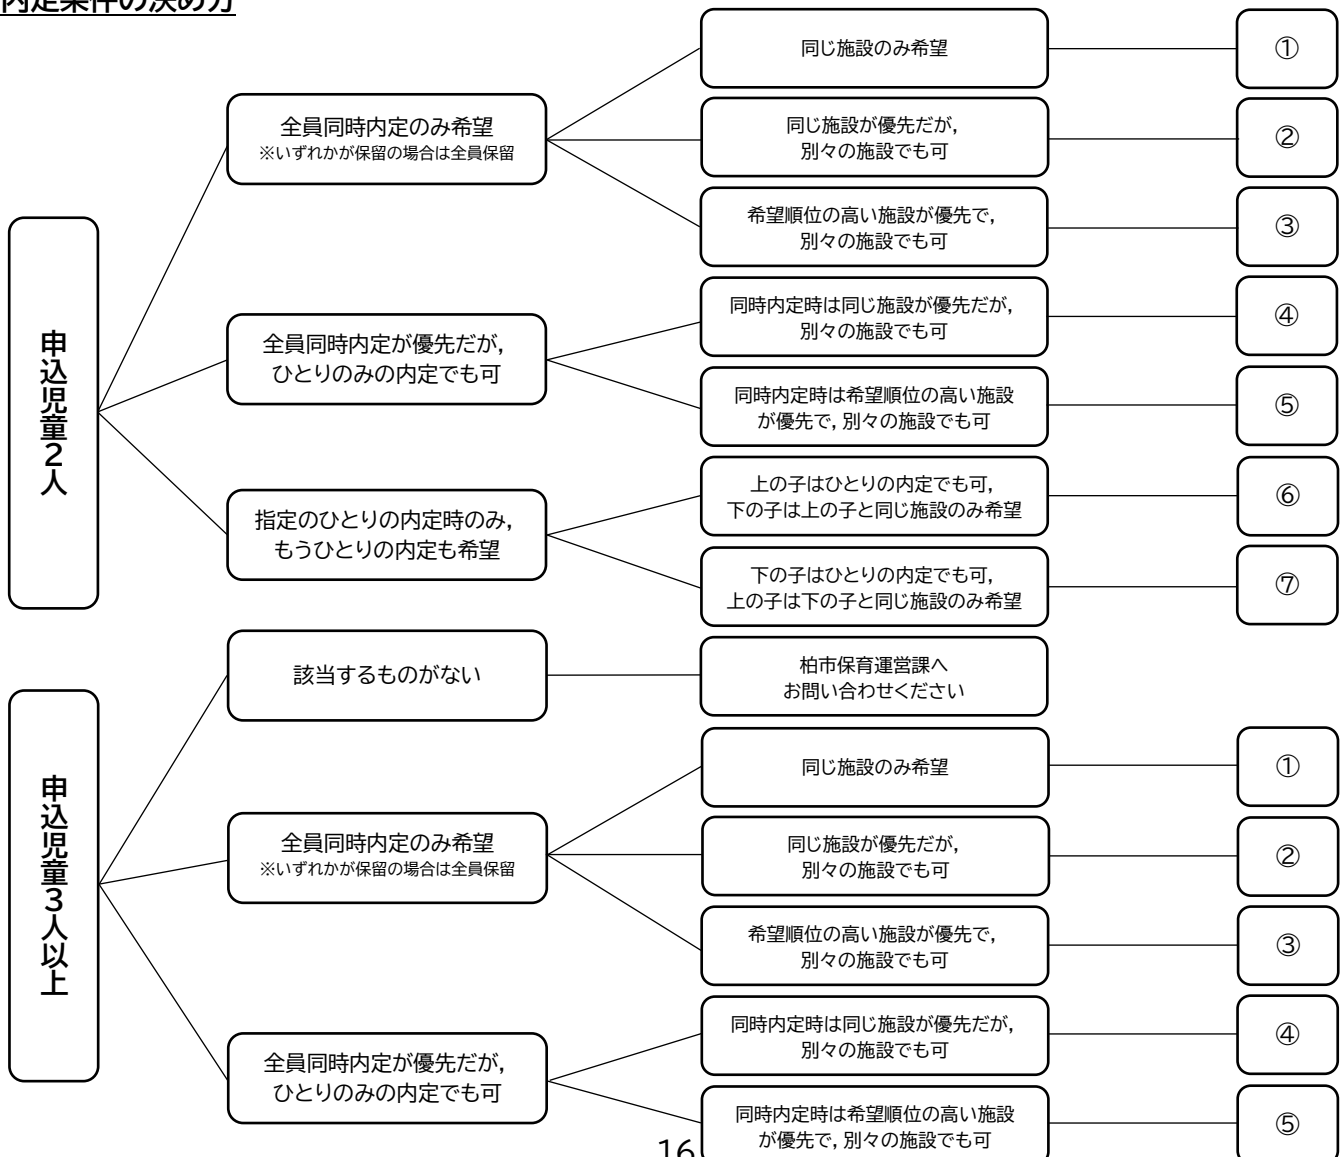 内定条件の決め方
申込児童2人
全員同時内定のみ希望
※いずれかが保留の場合は全員保留
同じ施設のみ希望
①
同じ施設が優先だが,
別々の施設でも可
②
希望順位の高い施設が優先で,
別々の施設でも可
③
全員同時内定が優先だが,
ひとりのみの内定でも可
同時内定時は同じ施設が優先だが,
別々の施設でも可
④
同時内定時は希望順位の高い施設
が優先で, 別々の施設でも可
⑤
指定のひとりの内定時のみ,
もうひとりの内定も希望
上の子はひとりの内定でも可,
下の子は上の子と同じ施設のみ希望
⑥
下の子はひとりの内定でも可,
上の子は下の子と同じ施設のみ希望
⑦
申込児童3人以上
該当するものがない
柏市保育運営課へ
お問い合わせください
全員同時内定のみ希望
※いずれかが保留の場合は全員保留
同じ施設のみ希望
①
同じ施設が優先だが,
別々の施設でも可
②
希望順位の高い施設が優先で,
別々の施設でも可
③
全員同時内定が優先だが,
ひとりのみの内定でも可
同時内定時は同じ施設が優先だが,
別々の施設でも可
④
同時内定時は希望順位の高い施設
が優先で, 別々の施設でも可
⑤
16